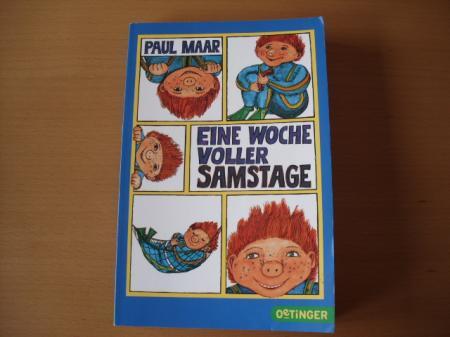 PAUL MAAR
EINE WOCHE
VOLLER
SAMSTAGE
OeTiNGER